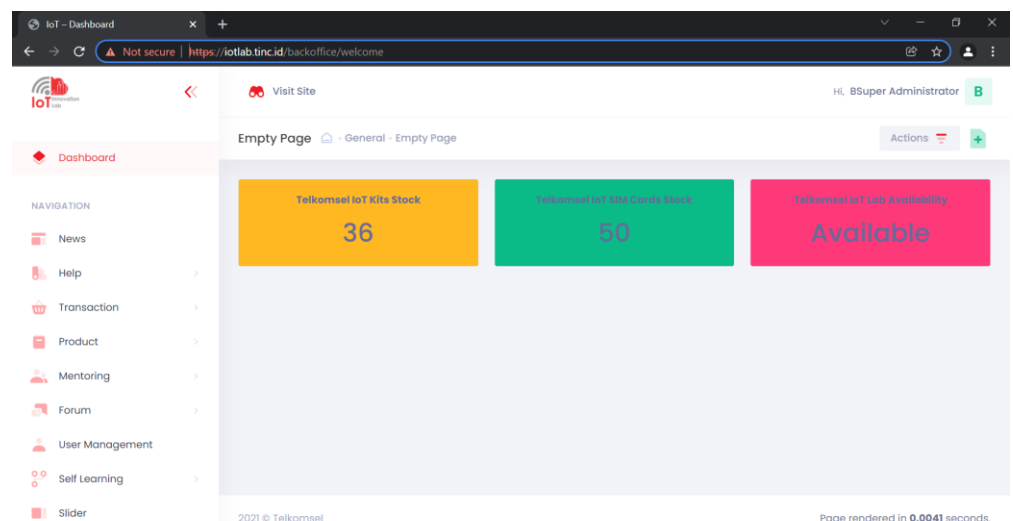 IoT – Dashboard
Not secure | https://iotlab.tinc.id/backoffice/welcome
IoT Innovation Lab
Visit Site
Hi, BSuper Administrator B
Empty Page - General - Empty Page
Actions
Dashboard
Telkomsel IoT Kits Stock
36
Telkomsel IoT SIM Cards Stock
50
Telkomsel IoT Lab Availability
Available
NAVIGATION
News
Help
Transaction
Product
Mentoring
Forum
User Management
Self Learning
Slider
2021 © Telkomsel
Page rendered in 0.0041 seconds.